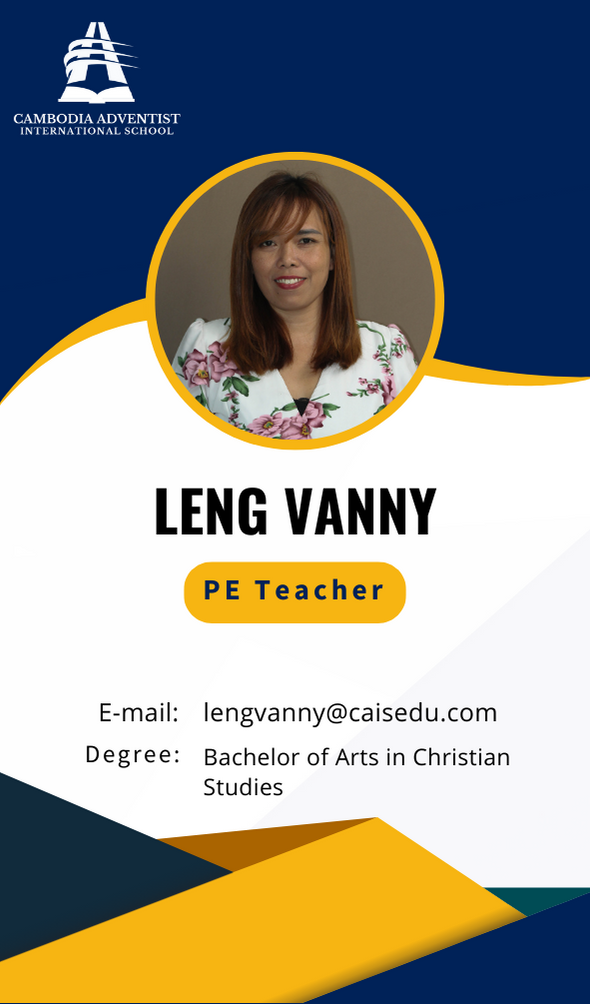 CAMBODIA ADVENTIST
INTERNATIONAL SCHOOL
LENG VANNY
PE Teacher
E-mail: lengvanny@caisedu.com
Degree: Bachelor of Arts in Christian
Studies